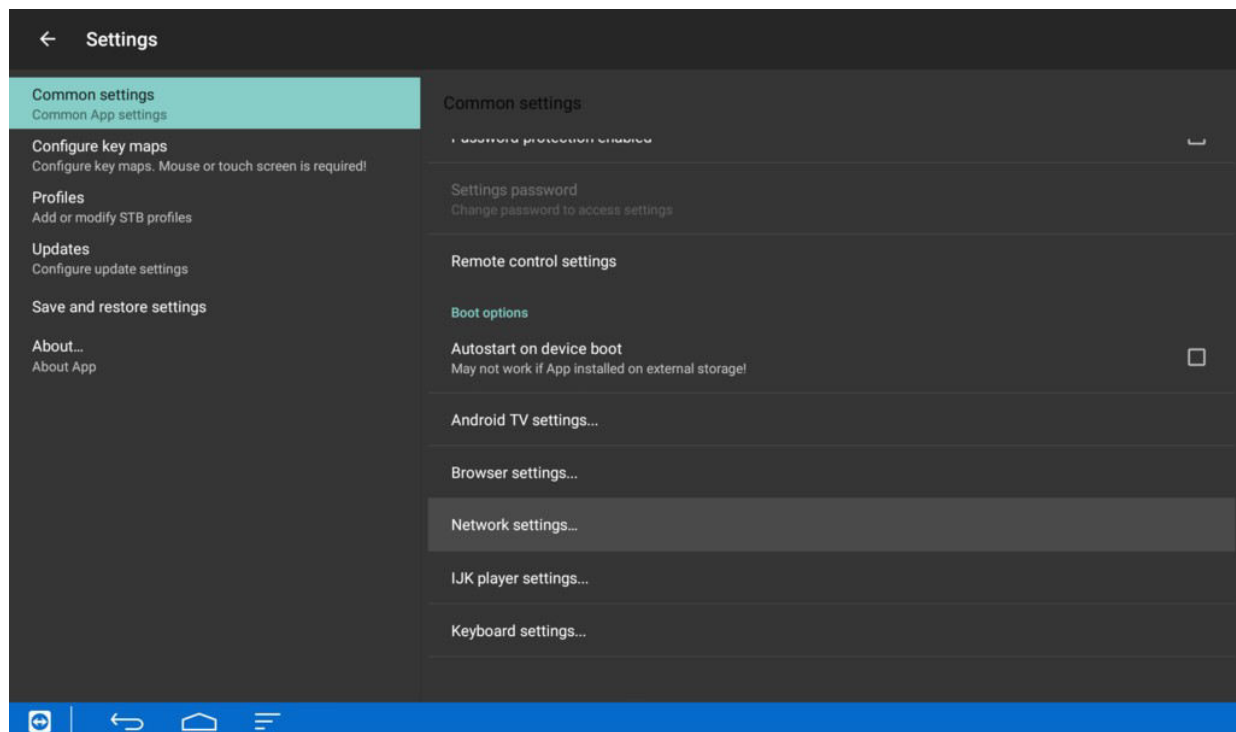 Settings
Common settings
Common App settings
Configure key maps
Configure key maps. Mouse or touch screen is required!
Profiles
Add or modify STB profiles
Updates
Configure update settings
Save and restore settings
About…
About App
Common settings
Password protection enabled
Settings password
Change password to access settings
Remote control settings
Boot options
Autostart on device boot
May not work if App installed on external storage!
Android TV settings...
Browser settings...
Network settings…
IJK player settings...
Keyboard settings...